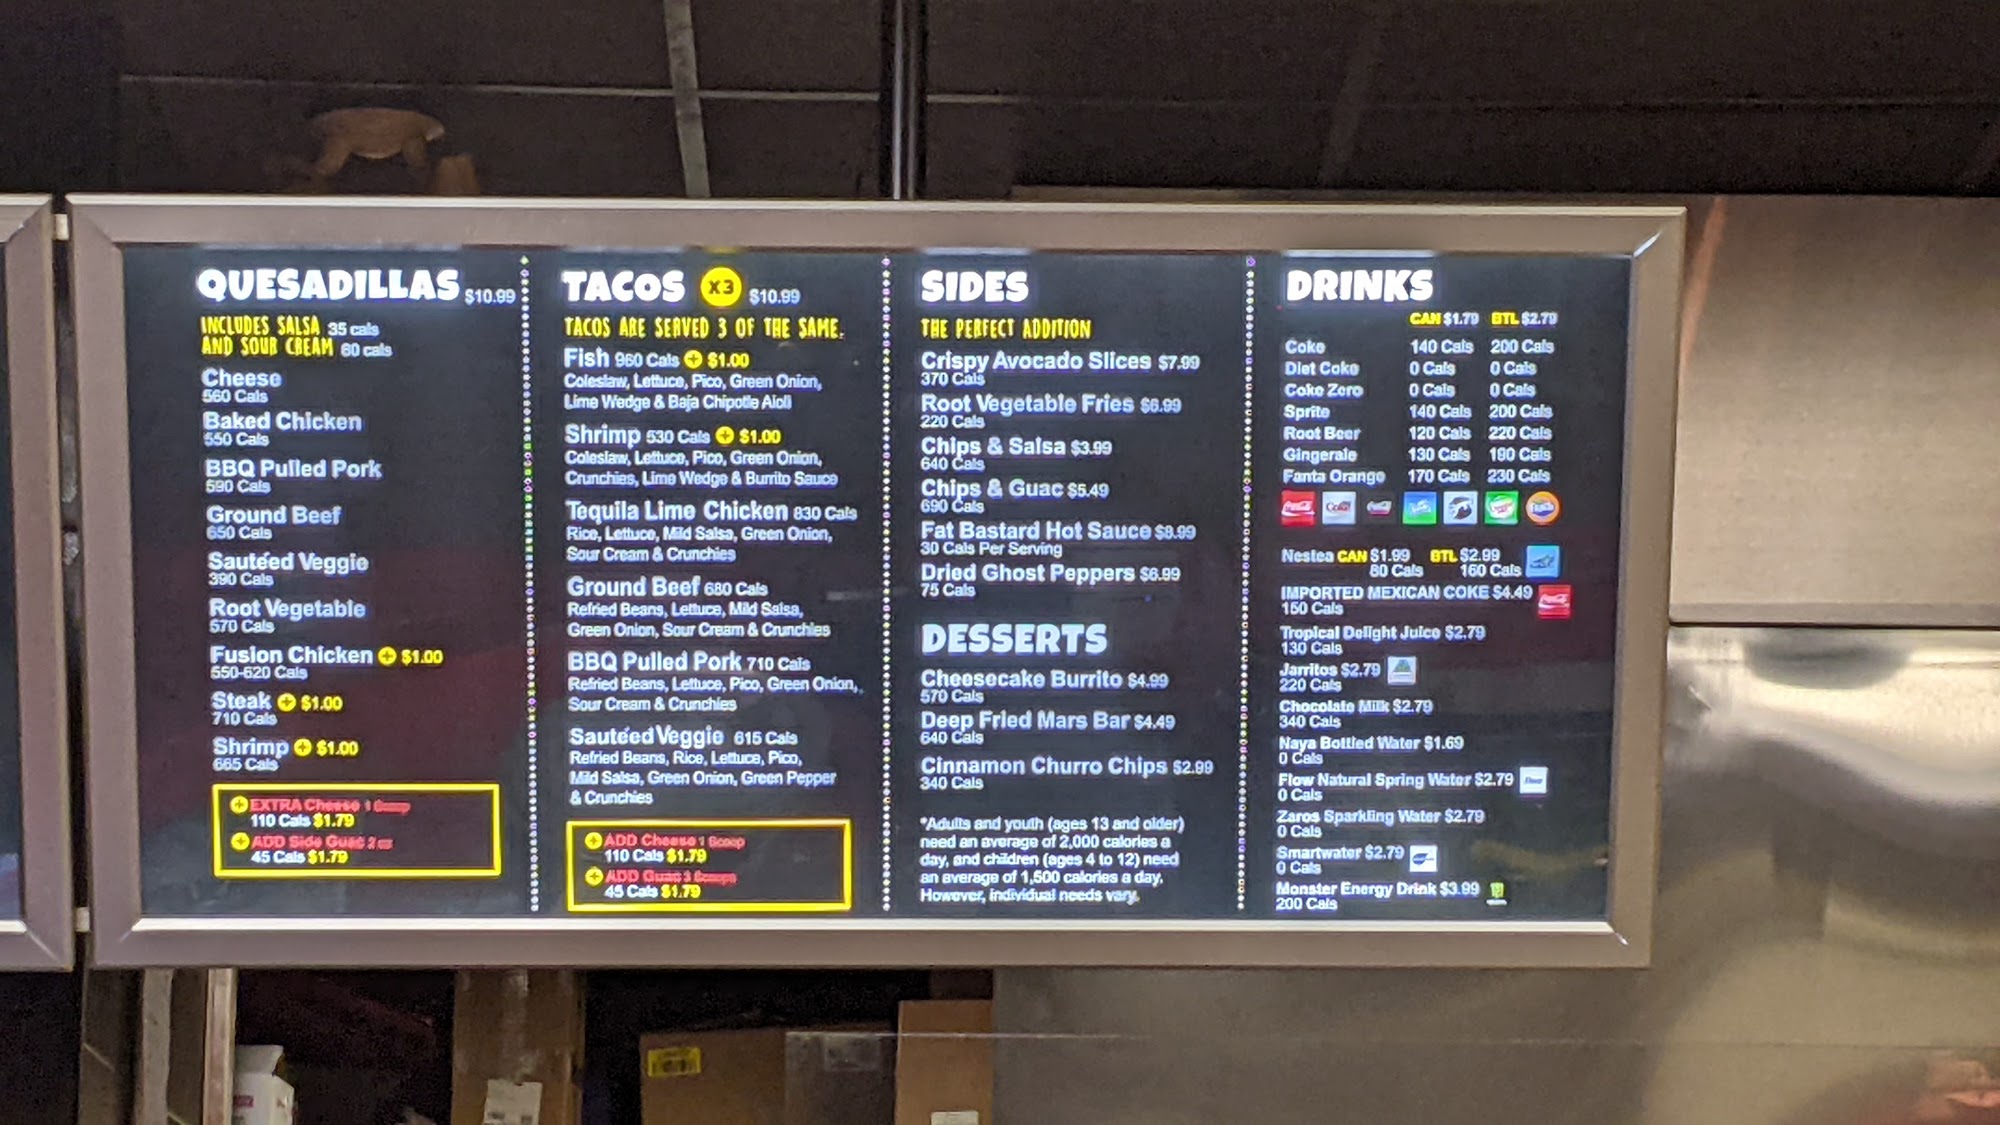 QUESADILLAS $10.99
INCLUDES SALSA 35 cals
AND SOUR CREAM 60 cals
Cheese
560 Cals
Baked Chicken
550 Cals
BBQ Pulled Pork
590 Cals
Ground Beef
650 Cals
Sautéed Veggie
390 Cals
Root Vegetable
570 Cals
Fusion Chicken + $1.00
550-620 Cals
Steak + $1.00
710 Cals
Shrimp + $1.00
665 Cals
+ EXTRA Cheese 1 Scoop
110 Cals $1.79
+ ADD Side Guac 2 oz
45 Cals $1.79
TACOS x3 $10.99
TACOS ARE SERVED 3 OF THE SAME.
Fish 960 Cals + $1.00
Coleslaw, Lettuce, Pico, Green Onion,
Lime Wedge & Baja Chipotle Aioli
Shrimp 530 Cals + $1.00
Coleslaw, Lettuce, Pico, Green Onion,
Crunchies, Lime Wedge & Burrito Sauce
Tequila Lime Chicken 830 Cals
Rice, Lettuce, Mild Salsa, Green Onion,
Sour Cream & Crunchies
Ground Beef 680 Cals
Refried Beans, Lettuce, Mild Salsa,
Green Onion, Sour Cream & Crunchies
BBQ Pulled Pork 710 Cals
Refried Beans, Lettuce, Pico, Green Onion,
Sour Cream & Crunchies
Sautéed Veggie 615 Cals
Refried Beans, Rice, Lettuce, Pico,
Mild Salsa, Green Onion, Green Pepper
& Crunchies
+ ADD Cheese 1 Scoop
110 Cals $1.79
+ ADD Guac 3 Scoops
45 Cals $1.79
SIDES
THE PERFECT ADDITION
Crispy Avocado Slices $7.99
370 Cals
Root Vegetable Fries $6.99
220 Cals
Chips & Salsa $3.99
640 Cals
Chips & Guac $5.49
690 Cals
Fat Bastard Hot Sauce $8.99
30 Cals Per Serving
Dried Ghost Peppers $6.99
75 Cals
DESSERTS
Cheesecake Burrito $4.99
570 Cals
Deep Fried Mars Bar $4.49
640 Cals
Cinnamon Churro Chips $2.99
340 Cals
*Adults and youth (ages 13 and older)
need an average of 2,000 calories a
day, and children (ages 4 to 12) need
an average of 1,500 calories a day.
However, individual needs vary.
DRINKS
CAN $1.79 BTL $2.79
Coke 140 Cals 200 Cals
Diet Coke 0 Cals 0 Cals
Coke Zero 0 Cals 0 Cals
Sprite 140 Cals 200 Cals
Root Beer 120 Cals 220 Cals
Gingerale 130 Cals 190 Cals
Fanta Orange 170 Cals 230 Cals
Nestea CAN $1.99 BTL $2.99
80 Cals 160 Cals
IMPORTED MEXICAN COKE $4.49
150 Cals
Tropical Delight Juice $2.79
130 Cals
Jarritos $2.79
220 Cals
Chocolate Milk $2.79
340 Cals
Naya Bottled Water $1.69
0 Cals
Flow Natural Spring Water $2.79
0 Cals
Zaros Sparkling Water $2.79
0 Cals
Smartwater $2.79
0 Cals
Monster Energy Drink $3.99
200 Cals